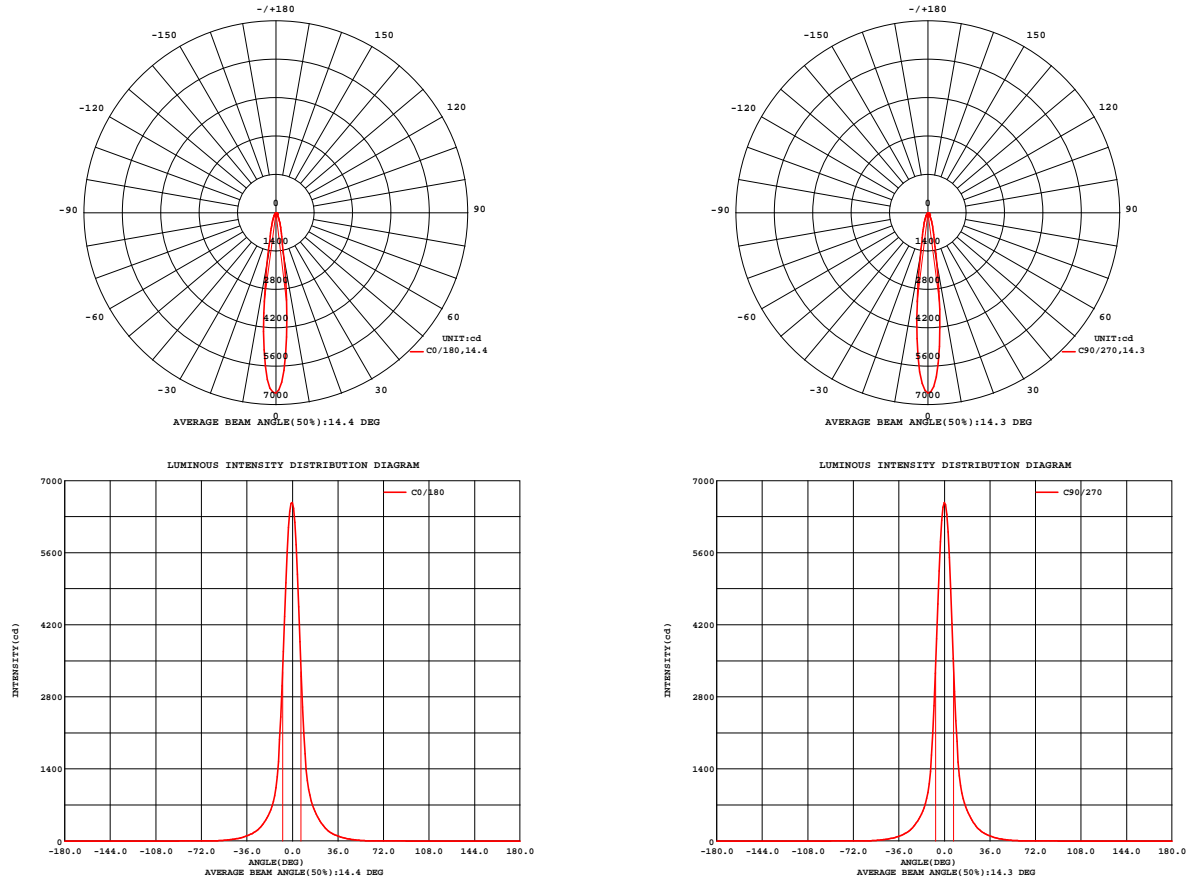 -/+180
-150 150
-120 120
-90 90
-60 60
-30 30
0
0
1400
2800
4200
5600
7000
UNIT:cd
C0/180,14.4
AVERAGE BEAM ANGLE(50%):14.4 DEG
-/+180
-150 150
-120 120
-90 90
-60 60
-30 30
0
0
1400
2800
4200
5600
7000
UNIT:cd
C90/270,14.3
AVERAGE BEAM ANGLE(50%):14.3 DEG
LUMINOUS INTENSITY DISTRIBUTION DIAGRAM
C0/180
INTENSITY(cd)
7000
5600
4200
2800
1400
0
-180.0 -144.0 -108.0 -72.0 -36.0 0.0 36.0 72.0 108.0 144.0 180.0
ANGLE(DEG)
AVERAGE BEAM ANGLE(50%):14.4 DEG
LUMINOUS INTENSITY DISTRIBUTION DIAGRAM
C90/270
INTENSITY(cd)
7000
5600
4200
2800
1400
0
-180.0 -144.0 -108.0 -72.0 -36.0 0.0 36.0 72.0 108.0 144.0 180.0
ANGLE(DEG)
AVERAGE BEAM ANGLE(50%):14.3 DEG